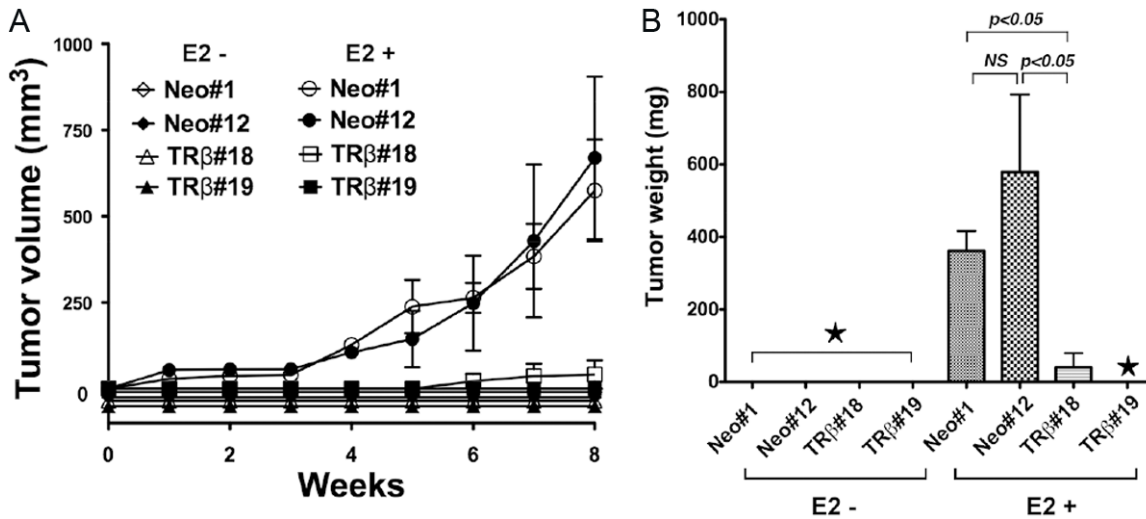 A
Tumor volume (mm³)
1000
750
500
250
0
E2 - E2 +
Neo#1 Neo#1
Neo#12 Neo#12
TRβ#18 TRβ#18
TRβ#19 TRβ#19
0 2 4 6 8
Weeks
B
Tumor weight (mg)
1000
800
600
400
200
0
p<0.05
NS p<0.05
Neo#1 Neo#12 TRβ#18 TRβ#19 Neo#1 Neo#12 TRβ#18 TRβ#19
E2 - E2 +